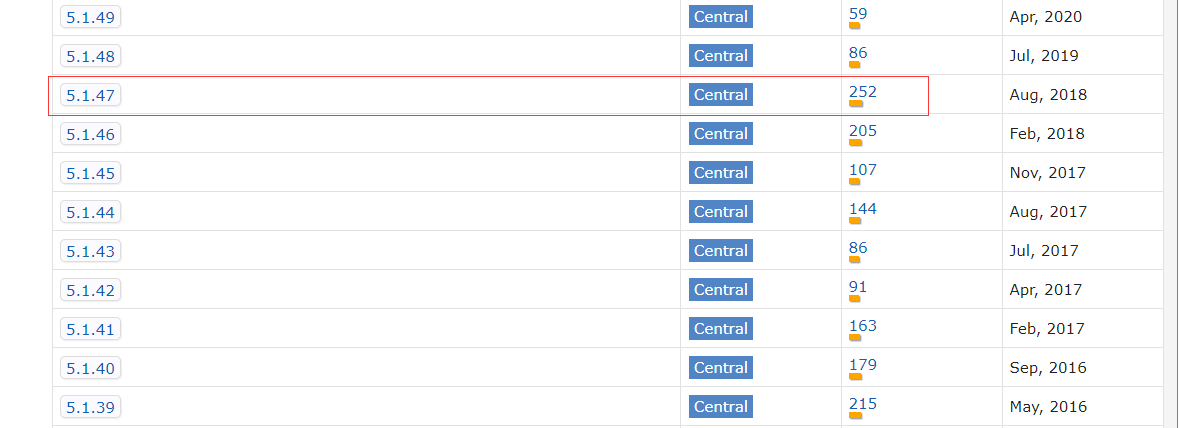 5.1.49 Central 59 Apr, 2020
5.1.48 Central 86 Jul, 2019
5.1.47 Central 252 Aug, 2018
5.1.46 Central 205 Feb, 2018
5.1.45 Central 107 Nov, 2017
5.1.44 Central 144 Aug, 2017
5.1.43 Central 86 Jul, 2017
5.1.42 Central 91 Apr, 2017
5.1.41 Central 163 Feb, 2017
5.1.40 Central 179 Sep, 2016
5.1.39 Central 215 May, 2016